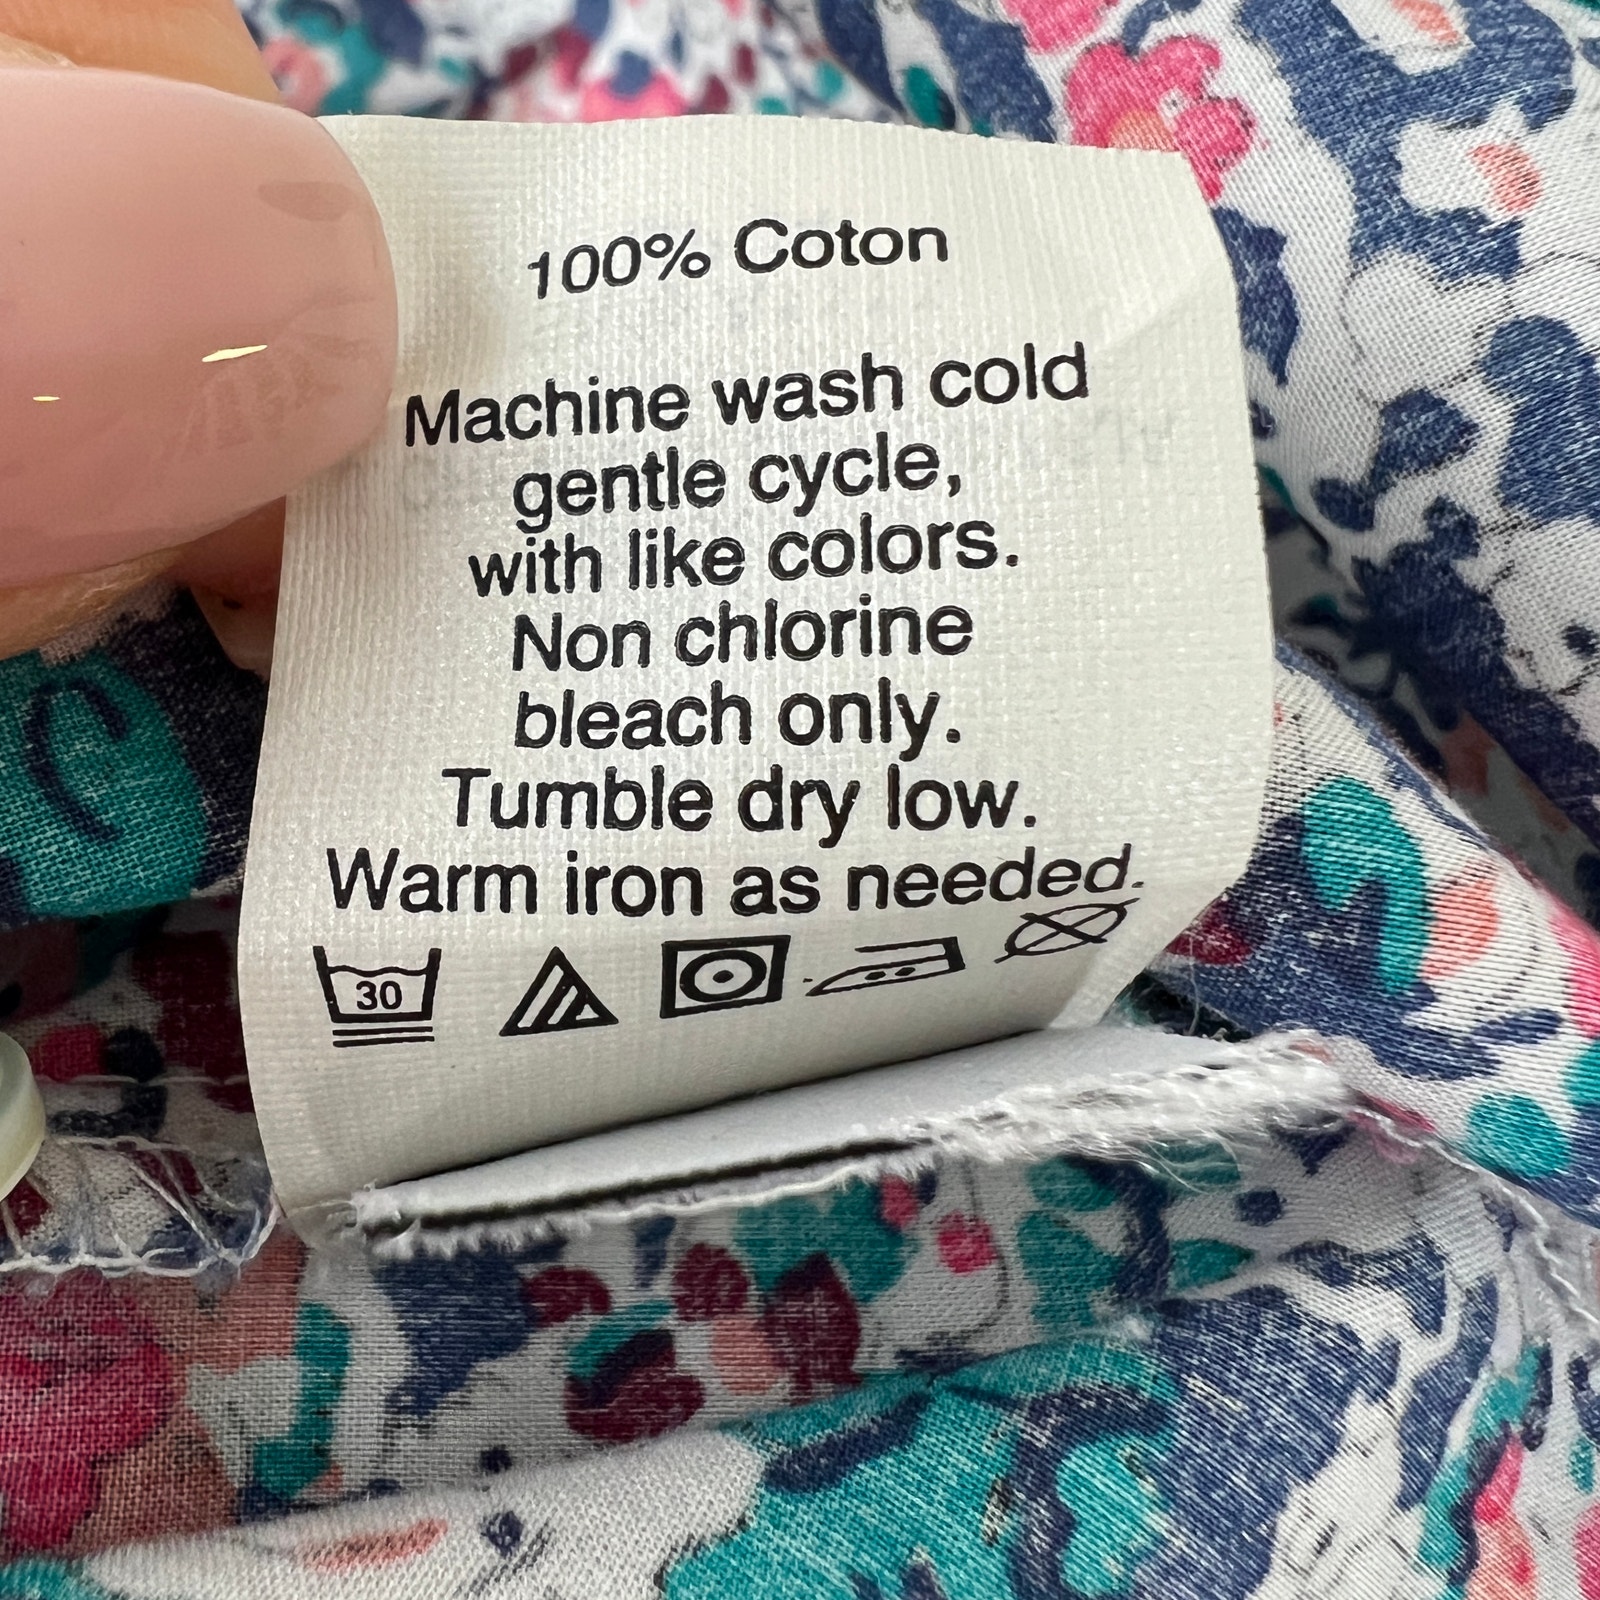 100% Coton
Machine wash cold
gentle cycle,
with like colors.
Non chlorine
bleach only.
Tumble dry low.
Warm iron as needed.
30